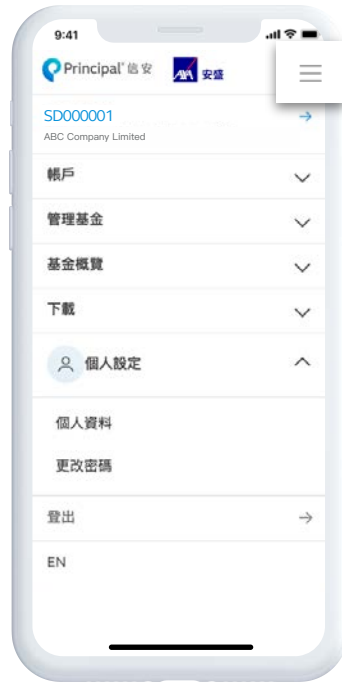 9:41
Principal® 信安 AXA 安盛
SD000001
ABC Company Limited
帳戶
管理基金
基金概覽
下載
個人設定
個人資料
更改密碼
登出
EN